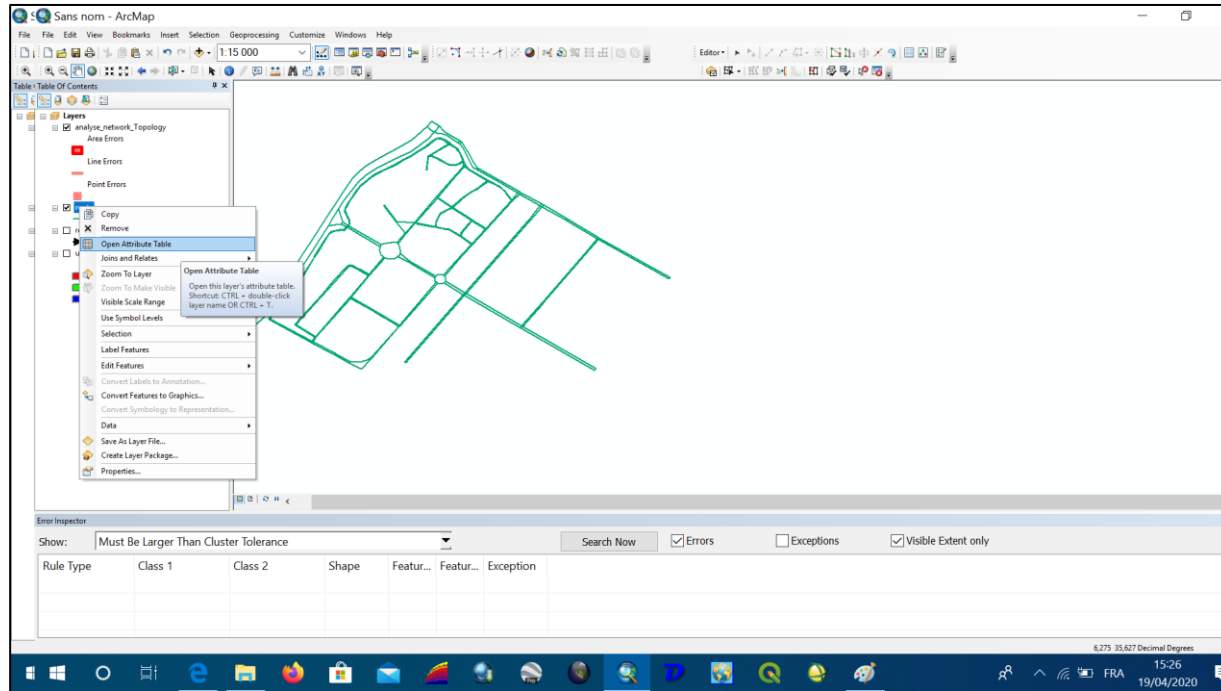 S Sans nom - ArcMap
File File Edit View Bookmarks Insert Selection Geoprocessing Customize Windows Help
1:15 000
Editor
Table Table Of Contents
Layers
analyse_network_Topology
Area Errors
Line Errors
Point Errors
Copy
Remove
Open Attribute Table
Joins and Relates
Zoom To Layer
Zoom To Make Visible
Visible Scale Range
Use Symbol Levels
Selection
Label Features
Edit Features
Convert Labels to Annotation...
Convert Features to Graphics...
Convert Symbology to Representation...
Data
Save As Layer File...
Create Layer Package...
Properties...
Open Attribute Table
Open this layer's attribute table.
Shortcut: CTRL + double-click
layer name OR CTRL + T.
Error Inspector
Show: Must Be Larger Than Cluster Tolerance Search Now Errors Exceptions Visible Extent only
Rule Type Class 1 Class 2 Shape Featur... Featur... Exception
6,275 35,627 Decimal Degrees
FRA
15:26
19/04/2020